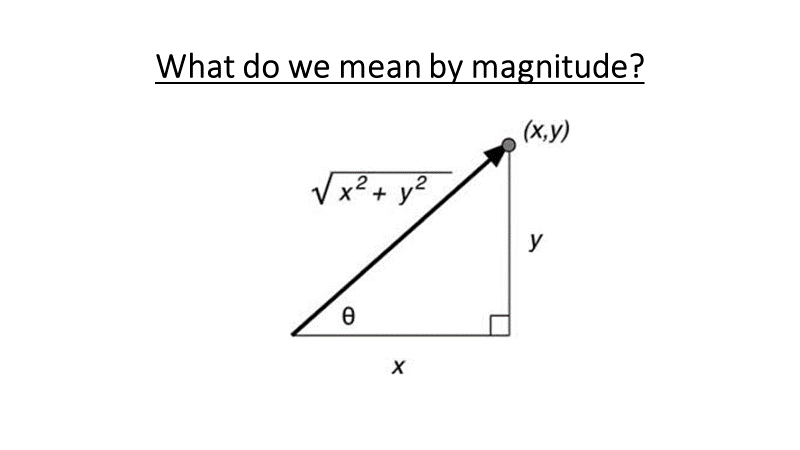 What do we mean by magnitude?
(x,y)
√x² + y²
y
θ
x